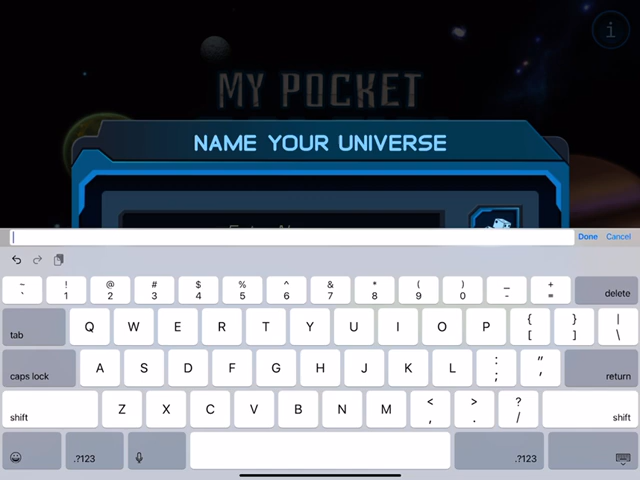 i
MY POCKET
NAME YOUR UNIVERSE
Done Cancel
~ ! @ # $ % ^ & * ( ) _ +
` 1 2 3 4 5 6 7 8 9 0 - = delete
tab Q W E R T Y U I O P { [ } ] | \
caps lock A S D F G H J K L : ; " ' return
shift Z X C V B N M < , > . ? / shift
.?123 .?123